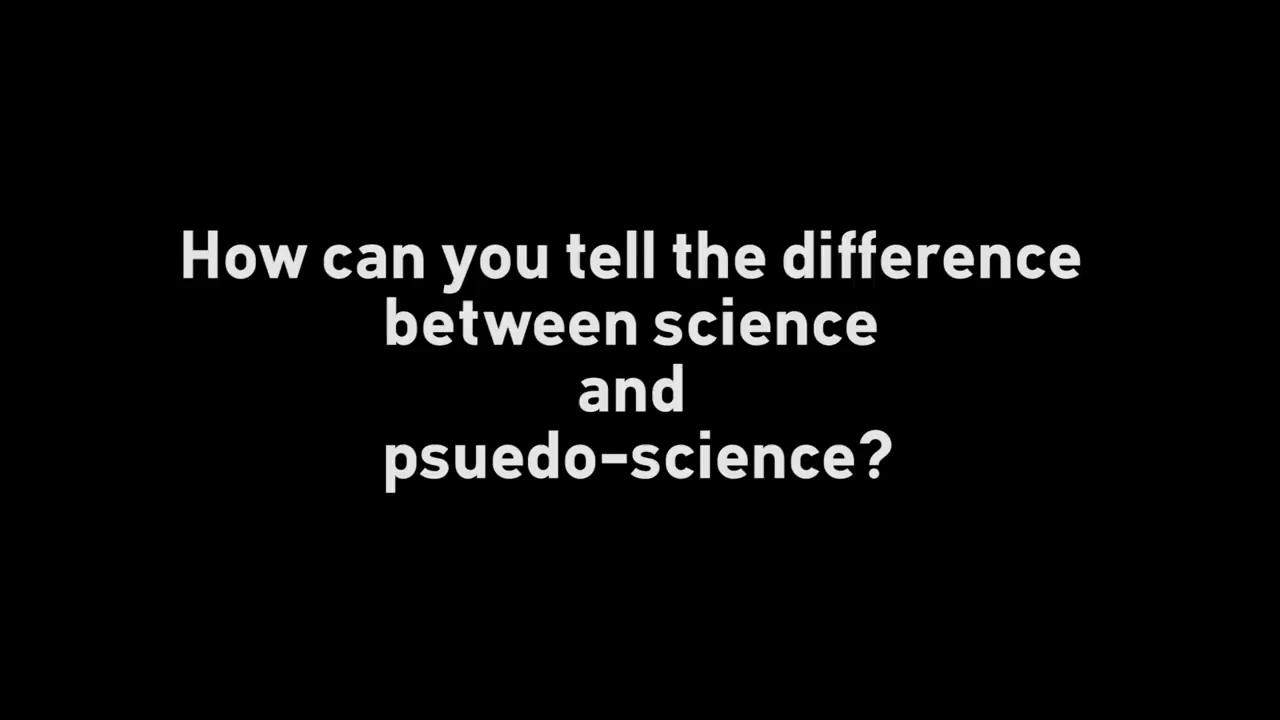 How can you tell the difference
between science
and
psuedo-science?